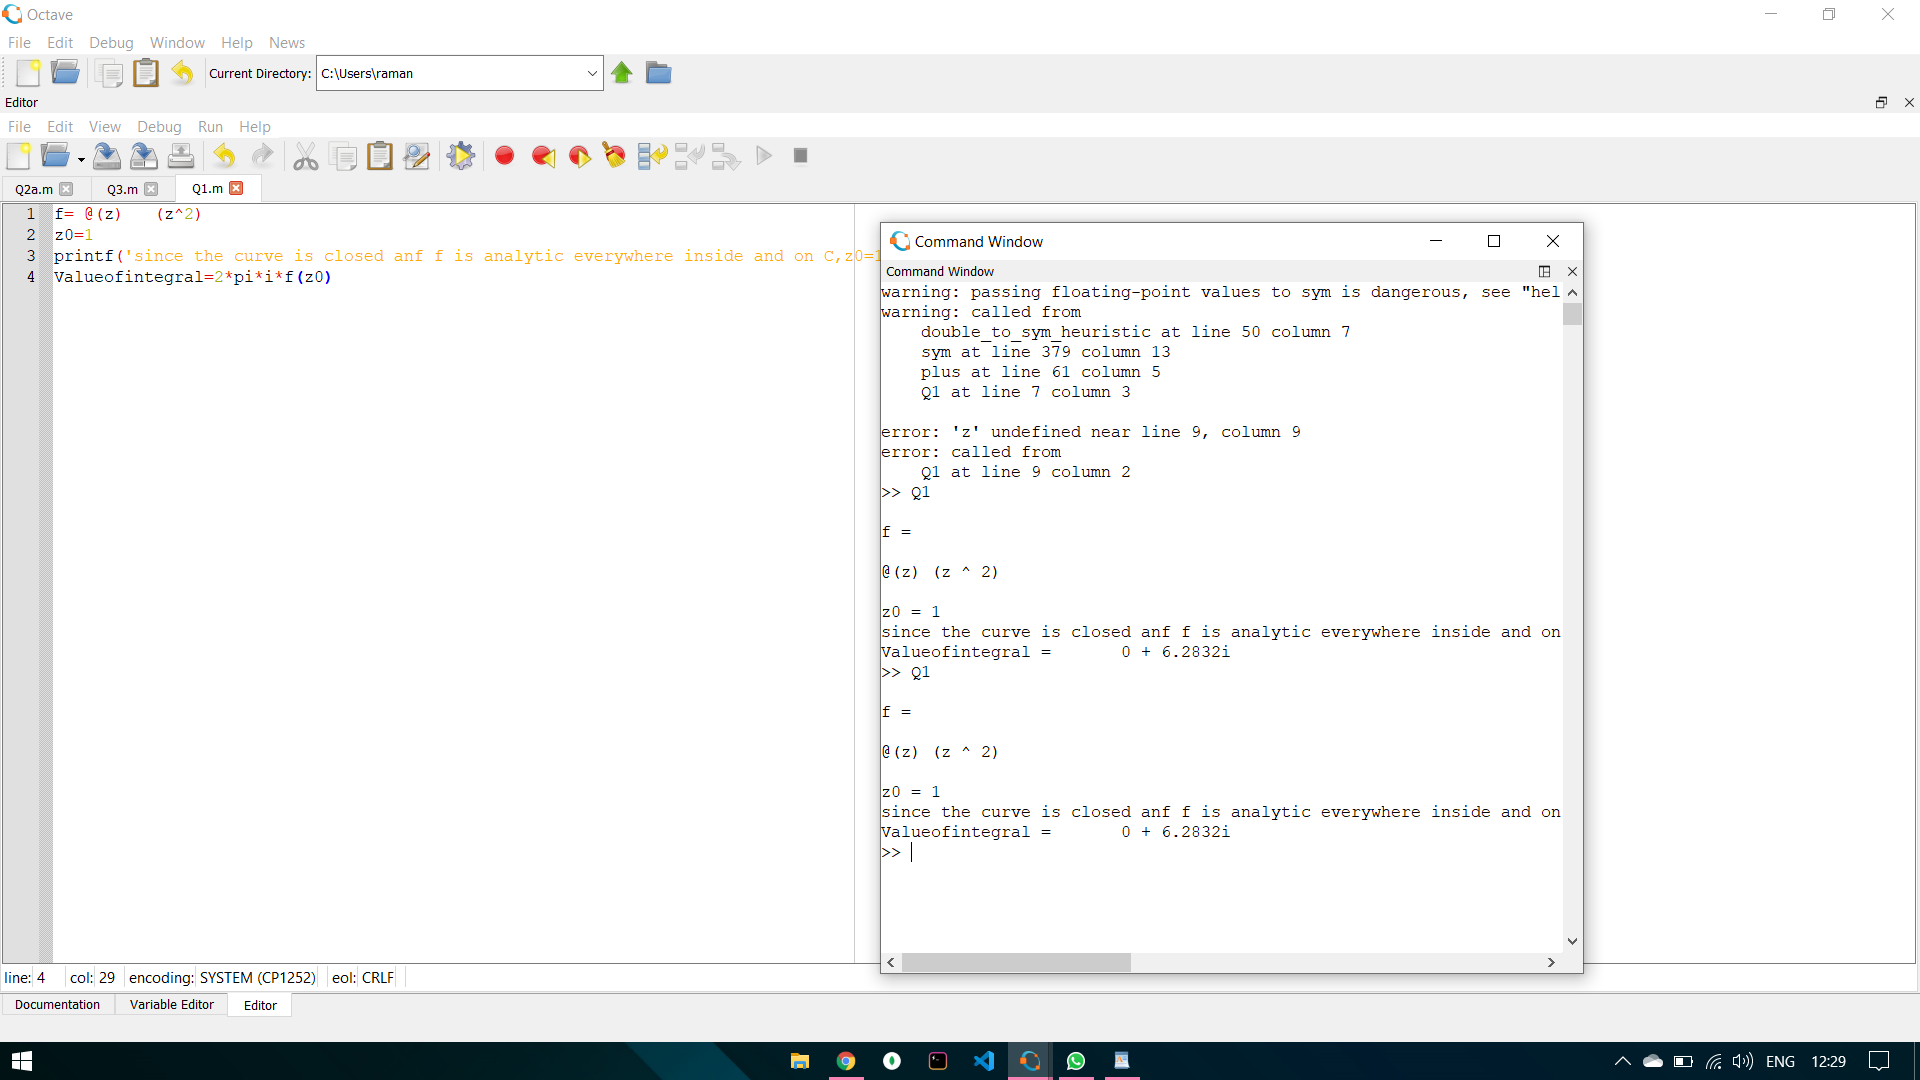 Octave
File Edit Debug Window Help News
Current Directory: C:\Users\raman
Editor
File Edit View Debug Run Help
Q2a.m Q3.m Q1.m
1 f= @(z) (z^2)
2 z0=1
3 printf('since the curve is closed anf f is analytic everywhere inside and on C,z0=1
4 Valueofintegral=2*pi*i*f(z0)
Command Window
Command Window
warning: passing floating-point values to sym is dangerous, see "hel
warning: called from
double_to_sym_heuristic at line 50 column 7
sym at line 379 column 13
plus at line 61 column 5
Q1 at line 7 column 3
error: 'z' undefined near line 9, column 9
error: called from
Q1 at line 9 column 2
>> Q1
f =
@(z) (z ^ 2)
z0 = 1
since the curve is closed anf f is analytic everywhere inside and on
Valueofintegral = 0 + 6.2832i
>> Q1
f =
@(z) (z ^ 2)
z0 = 1
since the curve is closed anf f is analytic everywhere inside and on
Valueofintegral = 0 + 6.2832i
>>
line: 4 col: 29 encoding: SYSTEM (CP1252) eol: CRLF
Documentation Variable Editor Editor
ENG 12:29